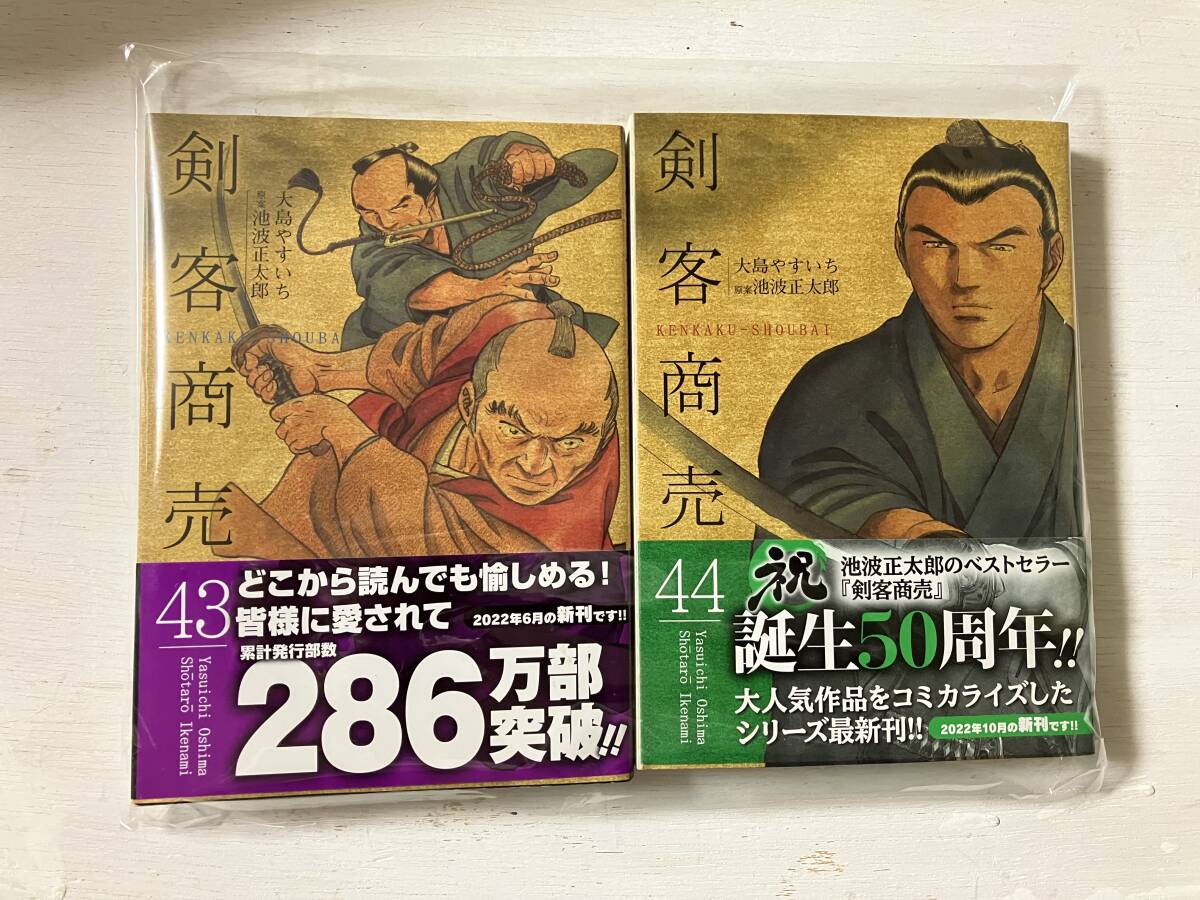 剣客商売
大島やすいち
原案 池波正太郎
KENKAKU-SHOUBA
43
Yasuichi Oshima
Shōtarō Ikenami
どこから読んでも愉しめる!
皆様に愛されて
2022年6月の新刊です!!
累計発行部数
286万部突破!!
剣客商売
大島やすいち
原案 池波正太郎
KENKAKU-SHOUBAI
44
Yasuichi Oshima
Shōtarō Ikenami
祝
池波正太郎のベストセラー
『剣客商売』
誕生50周年!!
大人気作品をコミカライズした
シリーズ最新刊!!
2022年10月の新刊です!!